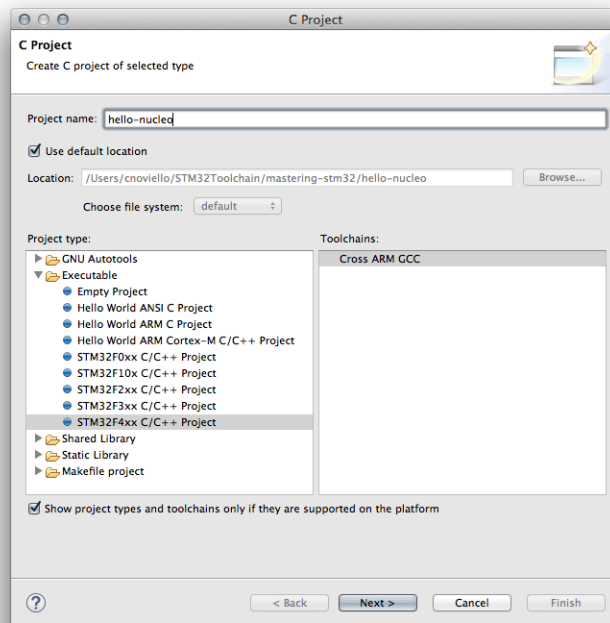 C Project
C Project
Create C project of selected type
Project name: hello-nucleo
Use default location
Location: /Users/cnoviello/STM32Toolchain/mastering-stm32/hello-nucleo Browse...
Choose file system: default
Project type: Toolchains:
GNU Autotools Cross ARM GCC
Executable
Empty Project
Hello World ANSI C Project
Hello World ARM C Project
Hello World ARM Cortex-M C/C++ Project
STM32F0xx C/C++ Project
STM32F10x C/C++ Project
STM32F2xx C/C++ Project
STM32F3xx C/C++ Project
STM32F4xx C/C++ Project
Shared Library
Static Library
Makefile project
Show project types and toolchains only if they are supported on the platform
? < Back Next > Cancel Finish